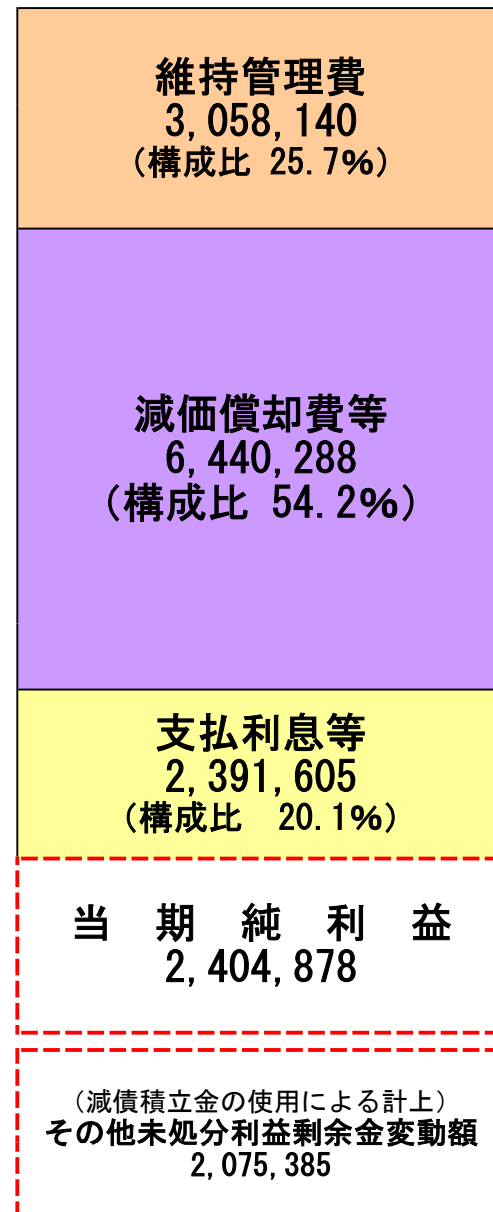 維持管理費
3,058,140
（構成比 25.7%）
減価償却費等
6,440,288
（構成比 54.2%）
支払利息等
2,391,605
（構成比　20.1%）
当　期　純　利　益
2,404,878
（減債積立金の使用による計上）
その他未処分利益剰余金変動額
2,075,385